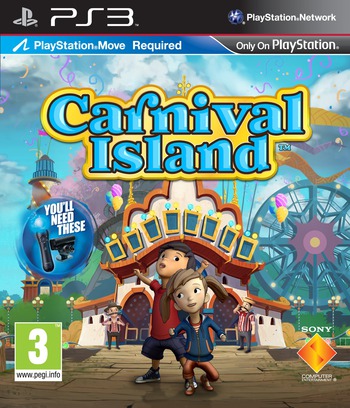 PS3
PlayStation®Network
PlayStation®Move Required
Only On PlayStation®
Carnival
Island™
YOU'LL
NEED
THESE
3
www.pegi.info
SONY
COMPUTER
ENTERTAINMENT®